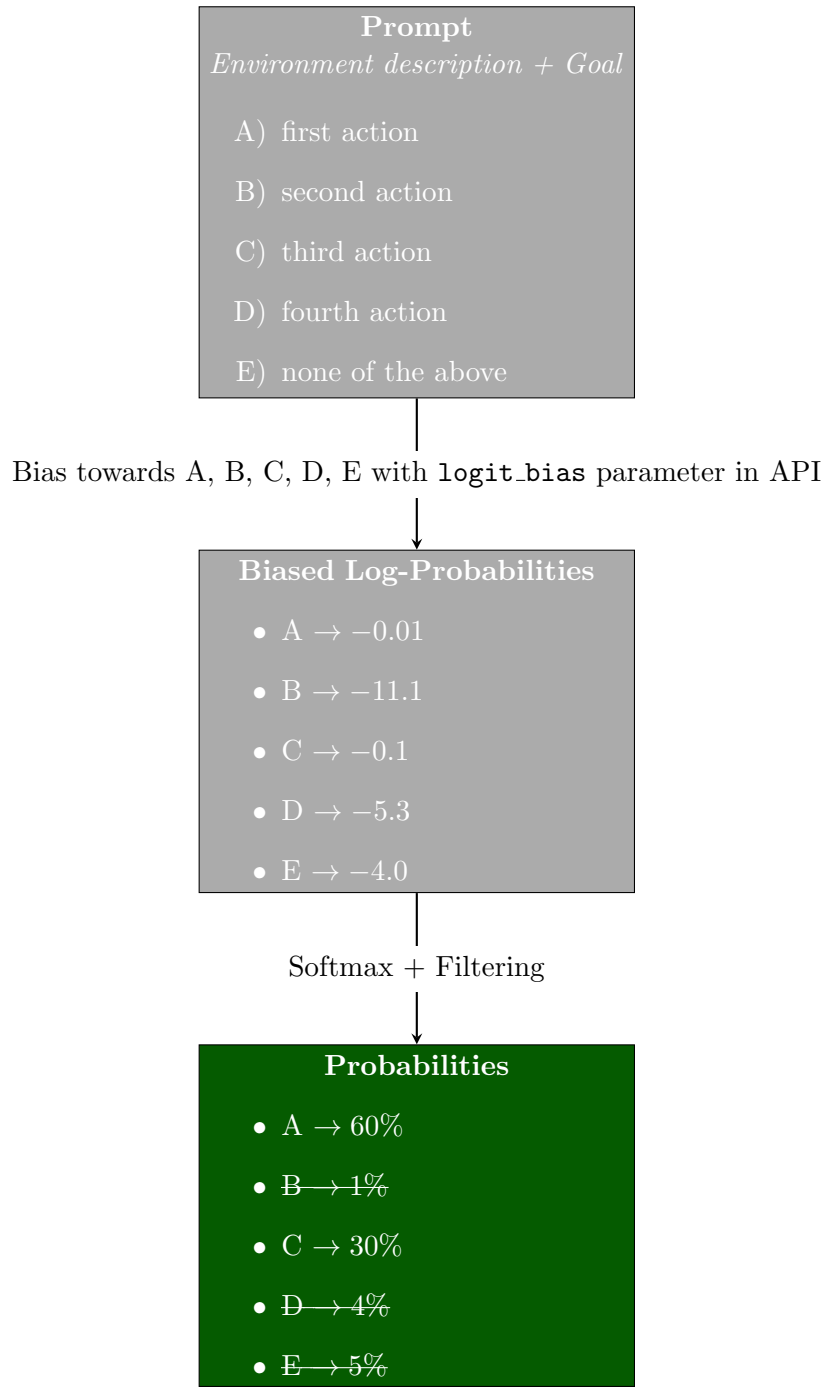 Prompt
Environment description + Goal
A) first action
B) second action
C) third action
D) fourth action
E) none of the above
Bias towards A, B, C, D, E with logit_bias parameter in API
Biased Log-Probabilities
• A → −0.01
• B → −11.1
• C → −0.1
• D → −5.3
• E → −4.0
Softmax + Filtering
Probabilities
• A → 60%
• B → 1%
• C → 30%
• D → 4%
• E → 5%